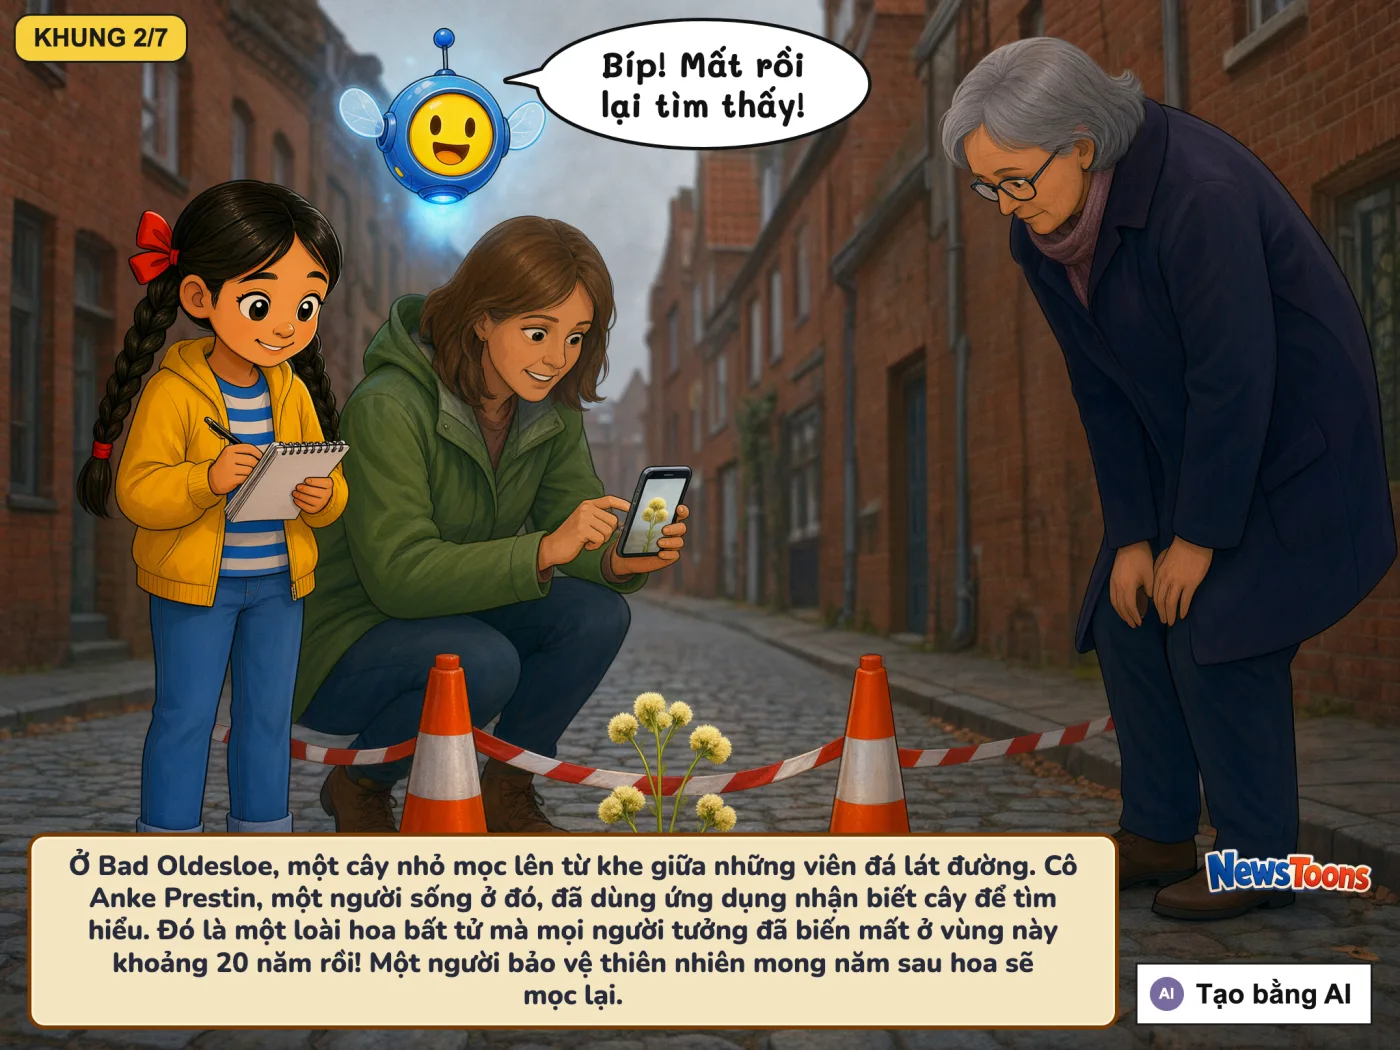 KHUNG 2/7
Bíp! Mất rồi
lại tìm thấy!
Ở Bad Oldesloe, một cây nhỏ mọc lên từ khe giữa những viên đá lát đường. Cô
Anke Prestin, một người sống ở đó, đã dùng ứng dụng nhận biết cây để tìm
hiểu. Đó là một loài hoa bất tử mà mọi người tưởng đã biến mất ở vùng này
khoảng 20 năm rồi! Một người bảo vệ thiên nhiên mong năm sau hoa sẽ
mọc lại.
NewsToons
AI Tạo bằng AI